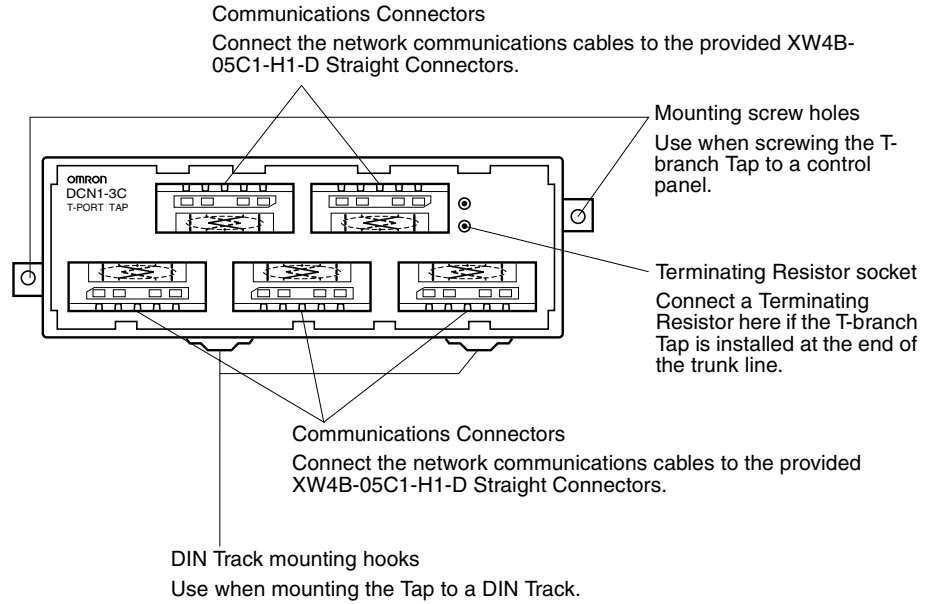 Communications Connectors
Connect the network communications cables to the provided XW4B-
05C1-H1-D Straight Connectors.
Mounting screw holes
Use when screwing the T-
branch Tap to a control
panel.
OMRON
DCN1-3C
T-PORT TAP
Terminating Resistor socket
Connect a Terminating
Resistor here if the T-branch
Tap is installed at the end of
the trunk line.
Communications Connectors
Connect the network communications cables to the provided
XW4B-05C1-H1-D Straight Connectors.
DIN Track mounting hooks
Use when mounting the Tap to a DIN Track.